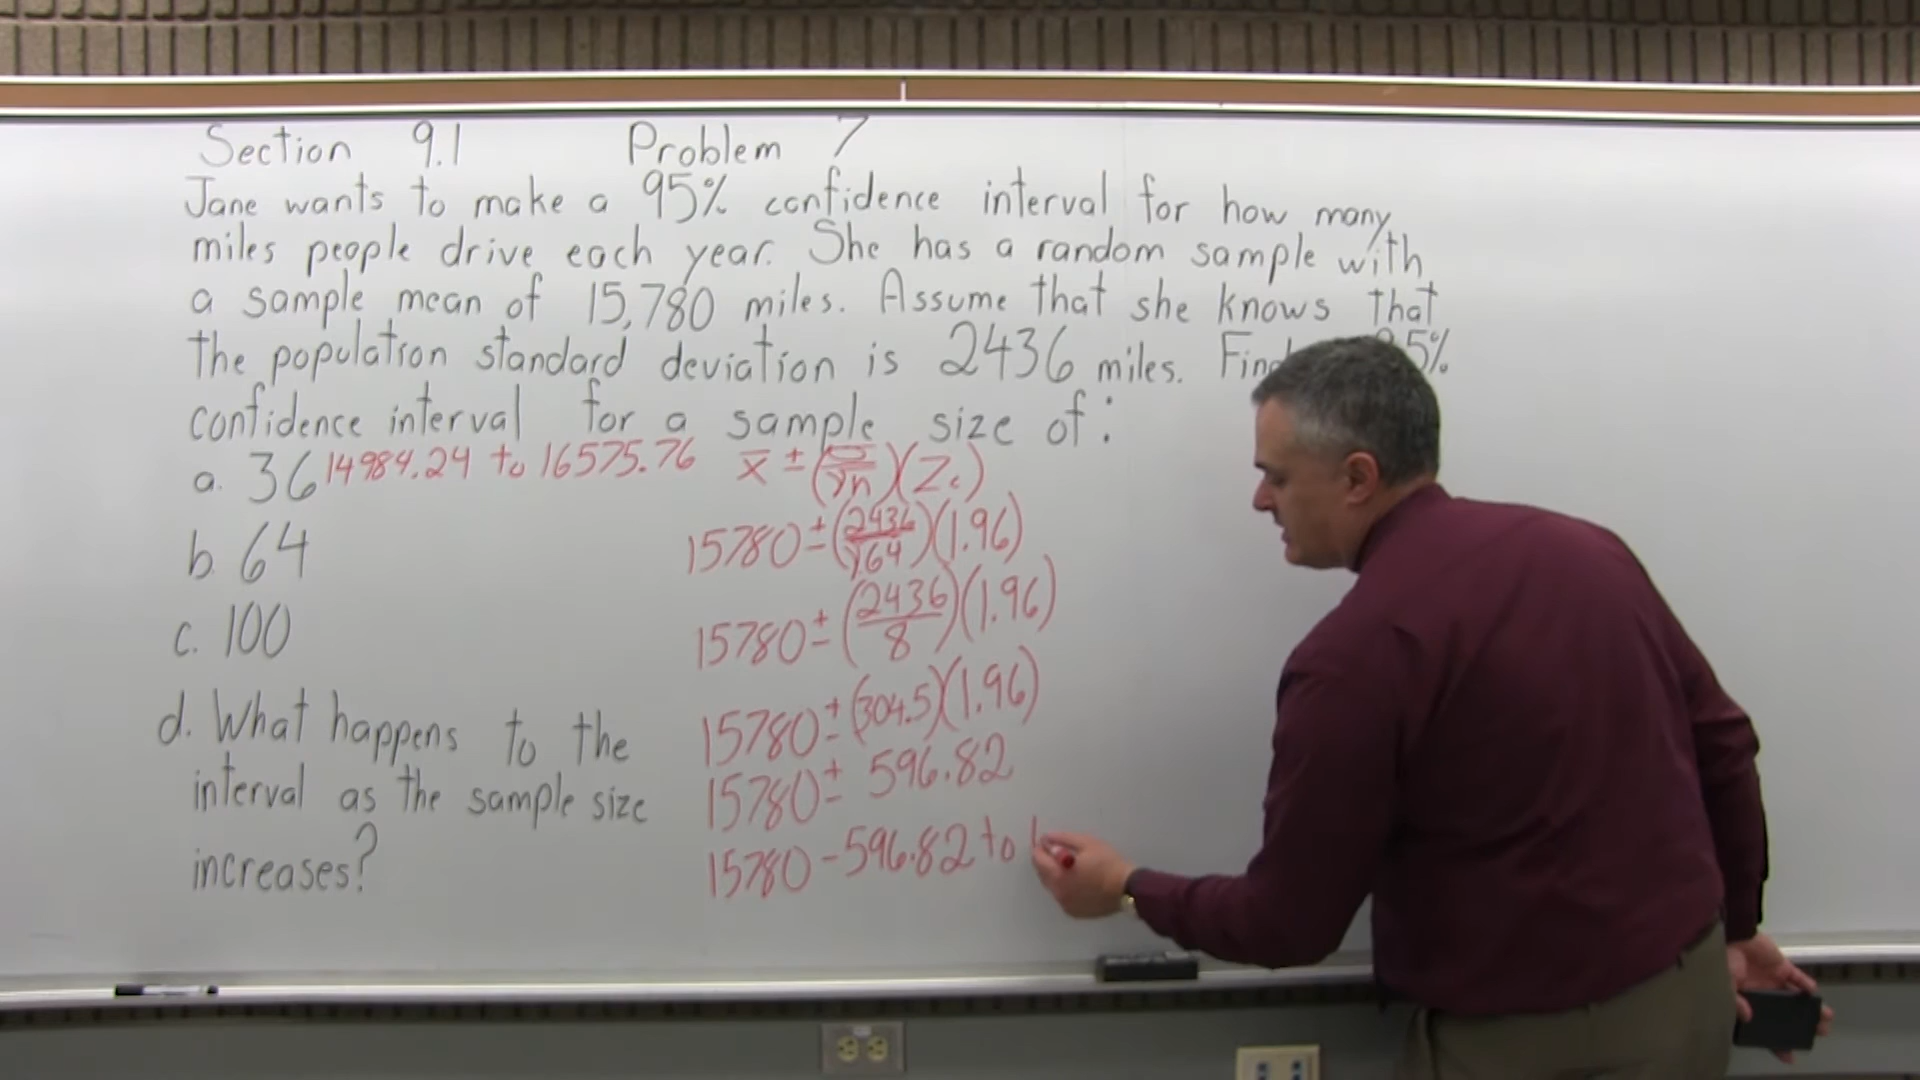 Section 9.1 Problem 7
Jane wants to make a 95% confidence interval for how many
miles people drive each year. She has a random sample with
a sample mean of 15,780 miles. Assume that she knows that
the population standard deviation is 2436 miles. 5%
confidence interval for a sample size of:
a. 36 14984.24 to 16575.76
x̄ ± (σ/√n)(Zc)
b. 64
15780 ± (2436/√64)(1.96)
c. 100
15780 ± (2436/8)(1.96)
d. What happens to the
interval as the sample size
increases?
15780 ± (304.5)(1.96)
15780 ± 596.82
15780 - 596.82 to